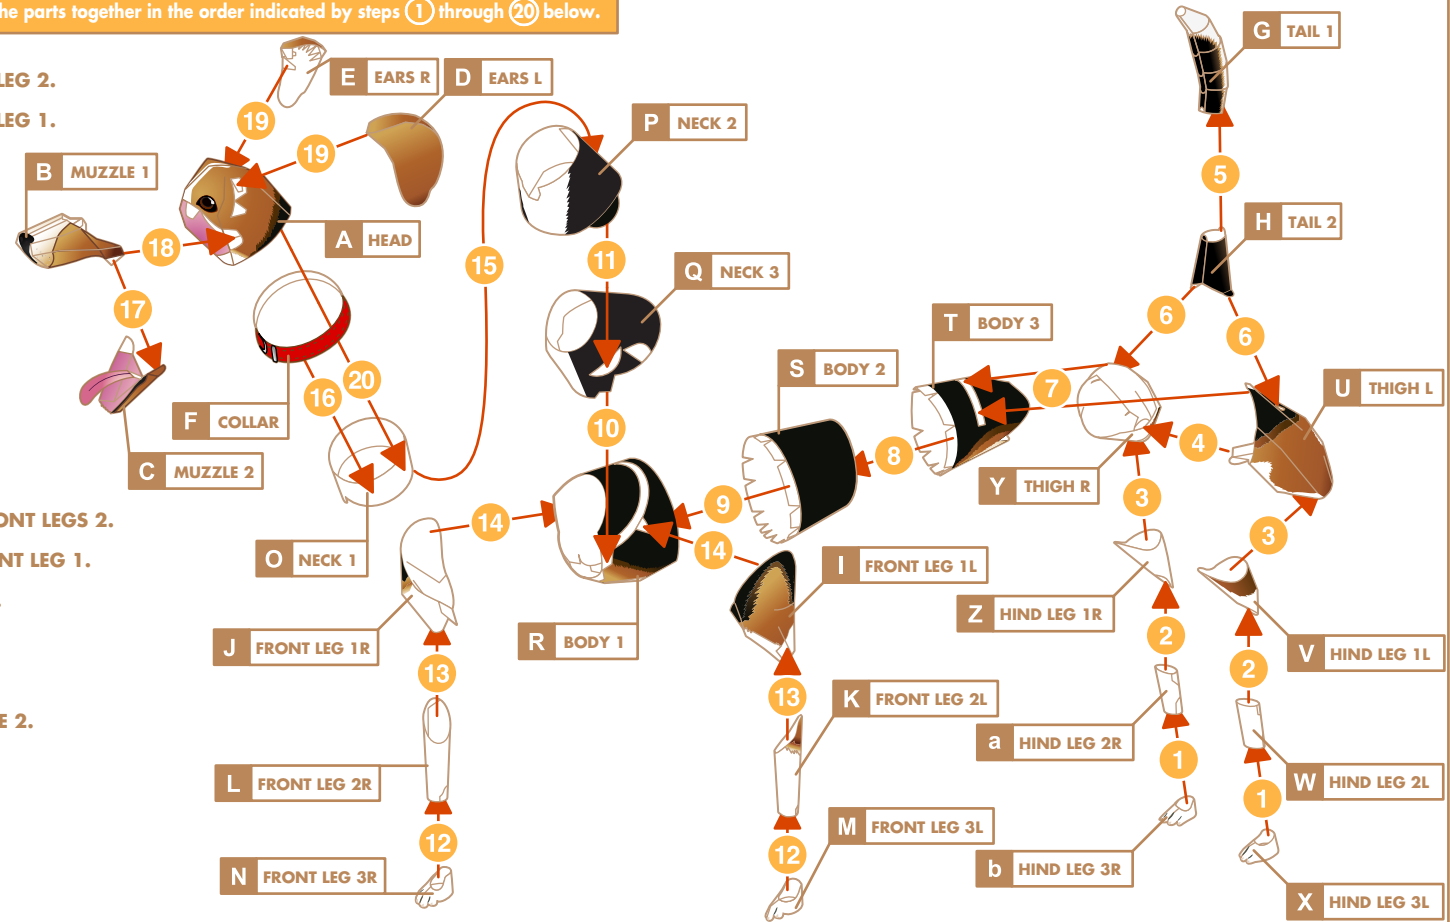 he parts together in the order indicated by steps 1 through 20 below.
LEG 2.
LEG 1.
ONT LEGS 2.
NT LEG 1.
E 2.
G TAIL 1
E EARS R
D EARS L
19
19
P NECK 2
B MUZZLE 1
5
A HEAD
18
H TAIL 2
15
11
Q NECK 3
17
T BODY 3
6
6
S BODY 2
7
U THIGH L
20
16
F COLLAR
10
8
4
C MUZZLE 2
Y THIGH R
3
9
14
14
3
O NECK 1
I FRONT LEG 1L
Z HIND LEG 1R
J FRONT LEG 1R
R BODY 1
2
V HIND LEG 1L
13
2
13
K FRONT LEG 2L
a HIND LEG 2R
1
L FRONT LEG 2R
W HIND LEG 2L
1
12
M FRONT LEG 3L
12
b HIND LEG 3R
N FRONT LEG 3R
X HIND LEG 3L